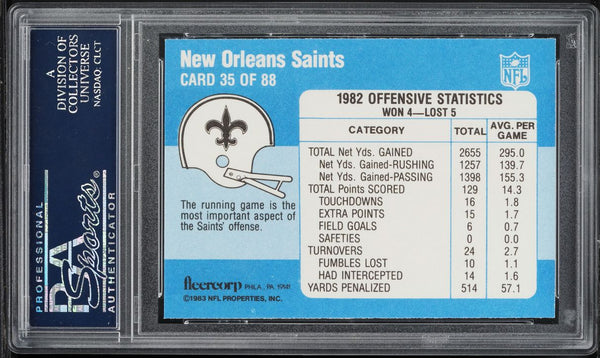 A
DIVISION OF
COLLECTORS
UNIVERSE
NASDAQ: CLCT
PROFESSIONAL
PSA
Sports®
AUTHENTICATOR
New Orleans Saints
CARD 35 OF 88
NFL
The running game is the
most important aspect of
the Saints' offense.
fleercorp PHILA., PA. 19141
©1983 NFL PROPERTIES, INC.
1982 OFFENSIVE STATISTICS
WON 4—LOST 5
CATEGORY TOTAL AVG. PER GAME
TOTAL Net Yds. GAINED 2655 295.0
Net Yds. Gained-RUSHING 1257 139.7
Net Yds. Gained-PASSING 1398 155.3
TOTAL Points SCORED 129 14.3
TOUCHDOWNS 16 1.8
EXTRA POINTS 15 1.7
FIELD GOALS 6 0.7
SAFETIES 0 0.0
TURNOVERS 24 2.7
FUMBLES LOST 10 1.1
HAD INTERCEPTED 14 1.6
YARDS PENALIZED 514 57.1